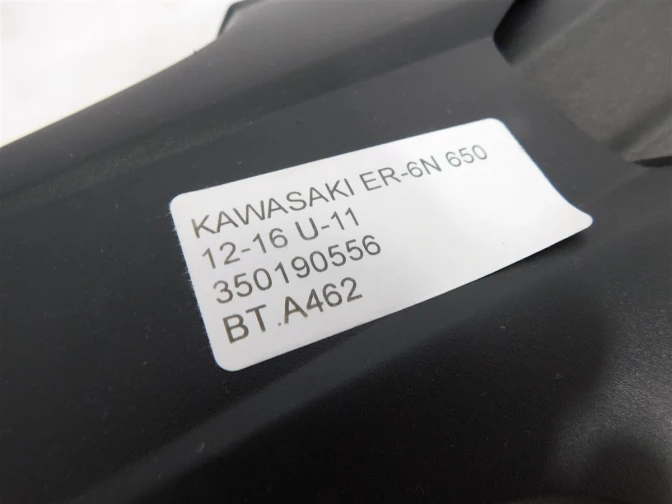 KAWASAKI ER-6N 650
12-16 U-11
350190556
BT.A462